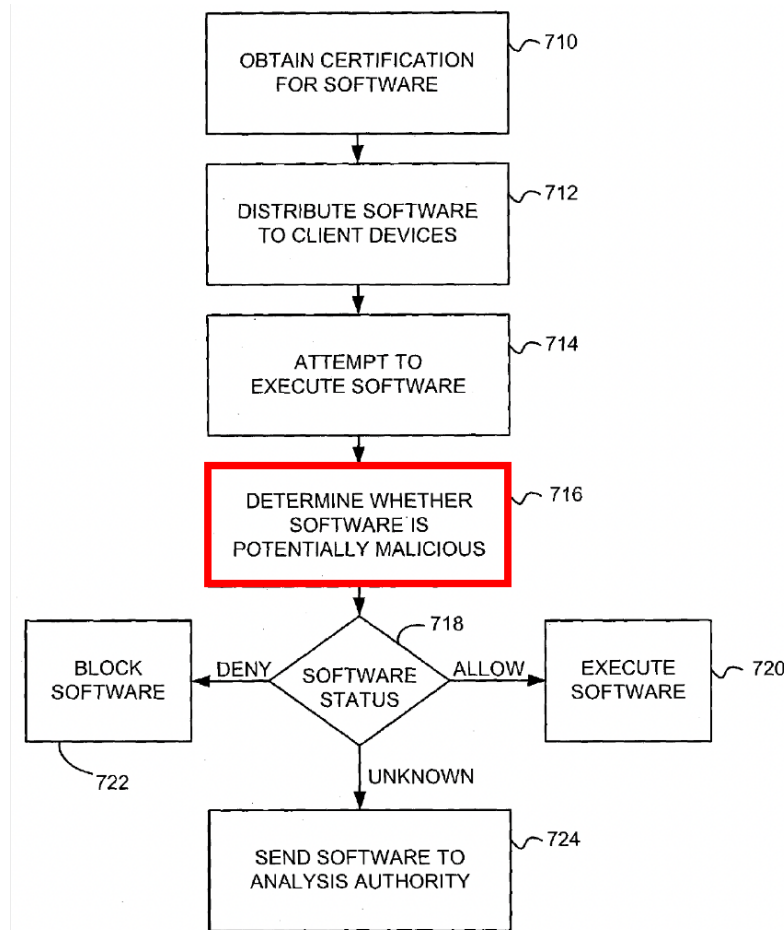 OBTAIN CERTIFICATION
FOR SOFTWARE
710
DISTRIBUTE SOFTWARE
TO CLIENT DEVICES
712
ATTEMPT TO
EXECUTE SOFTWARE
714
DETERMINE WHETHER
SOFTWARE IS
POTENTIALLY MALICIOUS
716
718
BLOCK
SOFTWARE
722
DENY
SOFTWARE
STATUS
ALLOW
EXECUTE
SOFTWARE
720
UNKNOWN
SEND SOFTWARE TO
ANALYSIS AUTHORITY
724